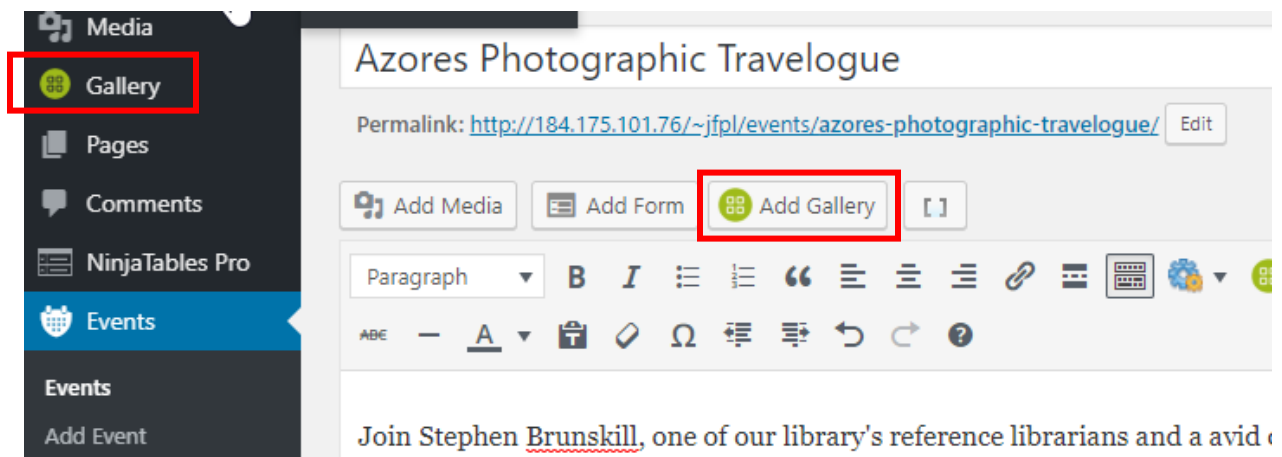 Media
Gallery
Pages
Comments
NinjaTables Pro
Events
Events
Add Event
Azores Photographic Travelogue
Permalink: http://184.175.101.76/~jfpl/events/azores-photographic-travelogue/ Edit
Add Media Add Form Add Gallery [ ]
Paragraph B I
ABC A T Ω ?
Join Stephen Brunskill, one of our library's reference librarians and a avid